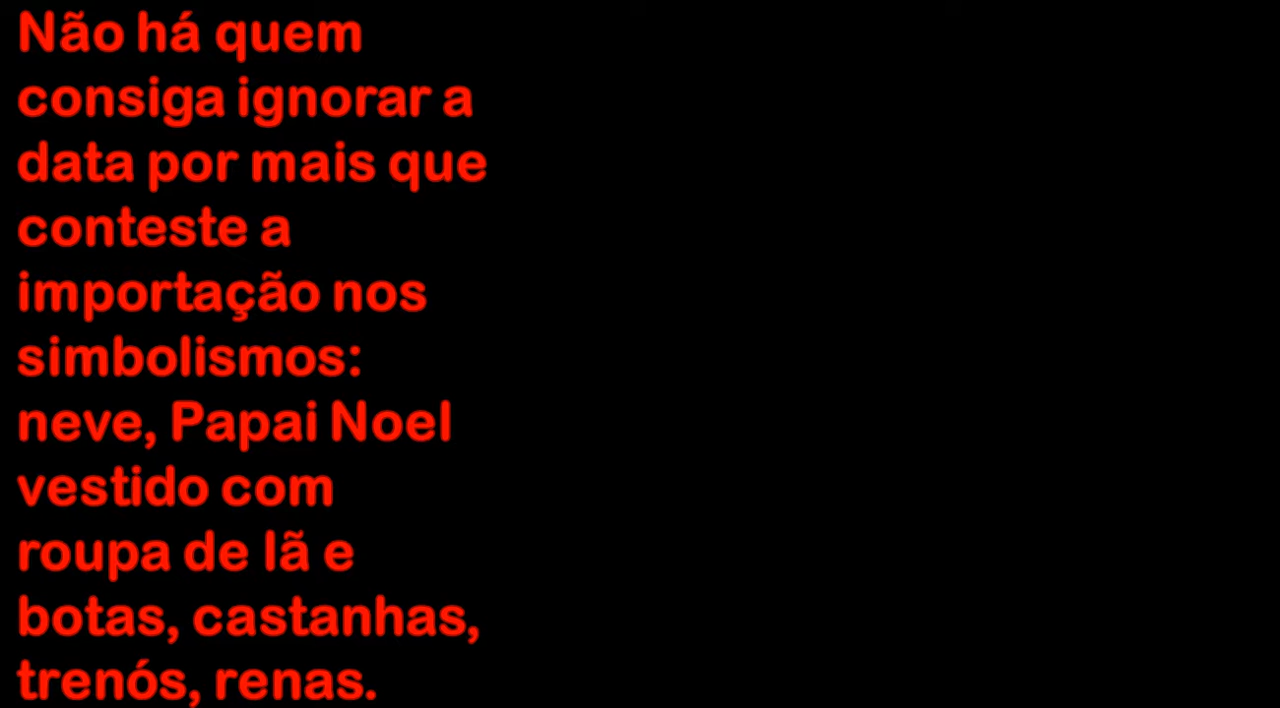 Não há quem
consiga ignorar a
data por mais que
conteste a
importação nos
simbolismos:
neve, Papai Noel
vestido com
roupa de lã e
botas, castanhas,
trenós, renas.